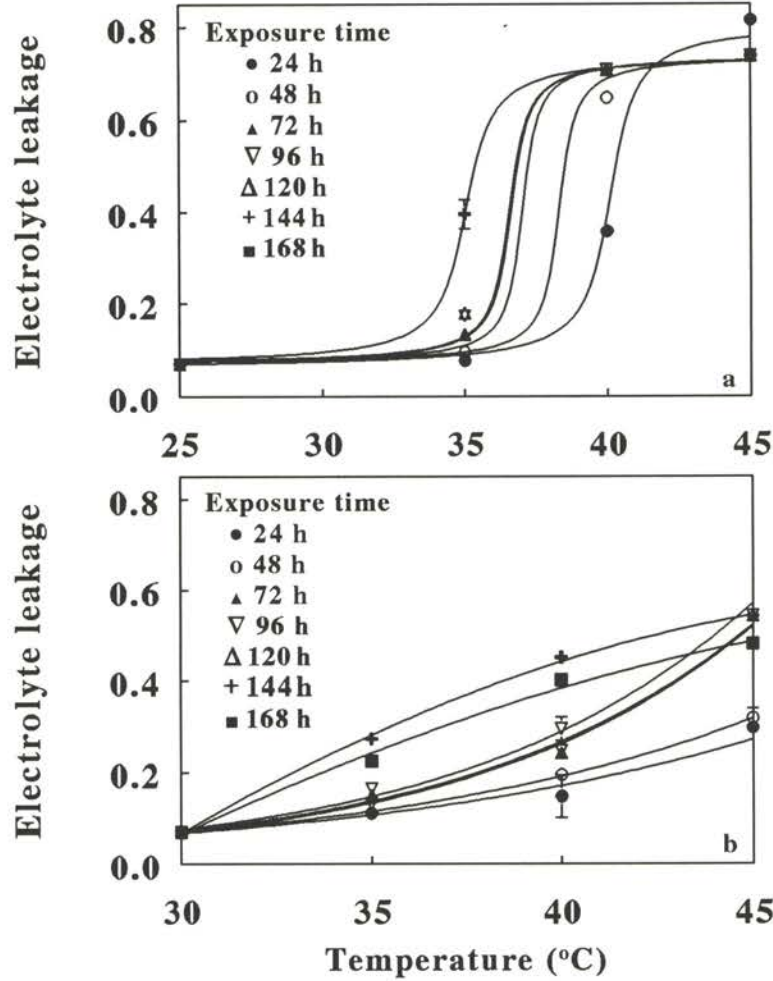 Electrolyte leakage
0.8
0.6
0.4
0.2
0.0
Exposure time
● 24 h
○ 48 h
▲ 72 h
▽ 96 h
△ 120 h
+ 144 h
■ 168 h
a
25 30 35 40 45
Electrolyte leakage
0.8
0.6
0.4
0.2
0.0
Exposure time
● 24 h
○ 48 h
▲ 72 h
▽ 96 h
△ 120 h
+ 144 h
■ 168 h
b
30 35 40 45
Temperature (°C)